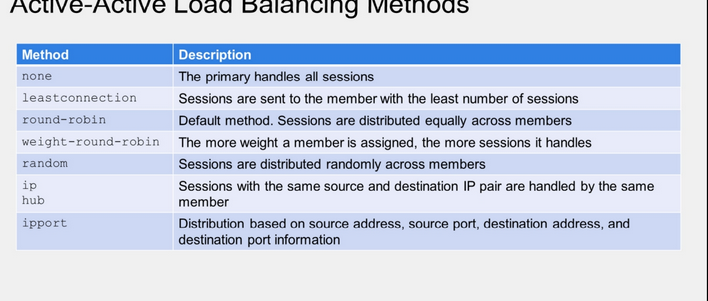 Active-Active Load Balancing Methods
Method Description
none The primary handles all sessions
leastconnection Sessions are sent to the member with the least number of sessions
round-robin Default method. Sessions are distributed equally across members
weight-round-robin The more weight a member is assigned, the more sessions it handles
random Sessions are distributed randomly across members
ip Sessions with the same source and destination IP pair are handled by the same
hub member
ipport Distribution based on source address, source port, destination address, and
destination port information